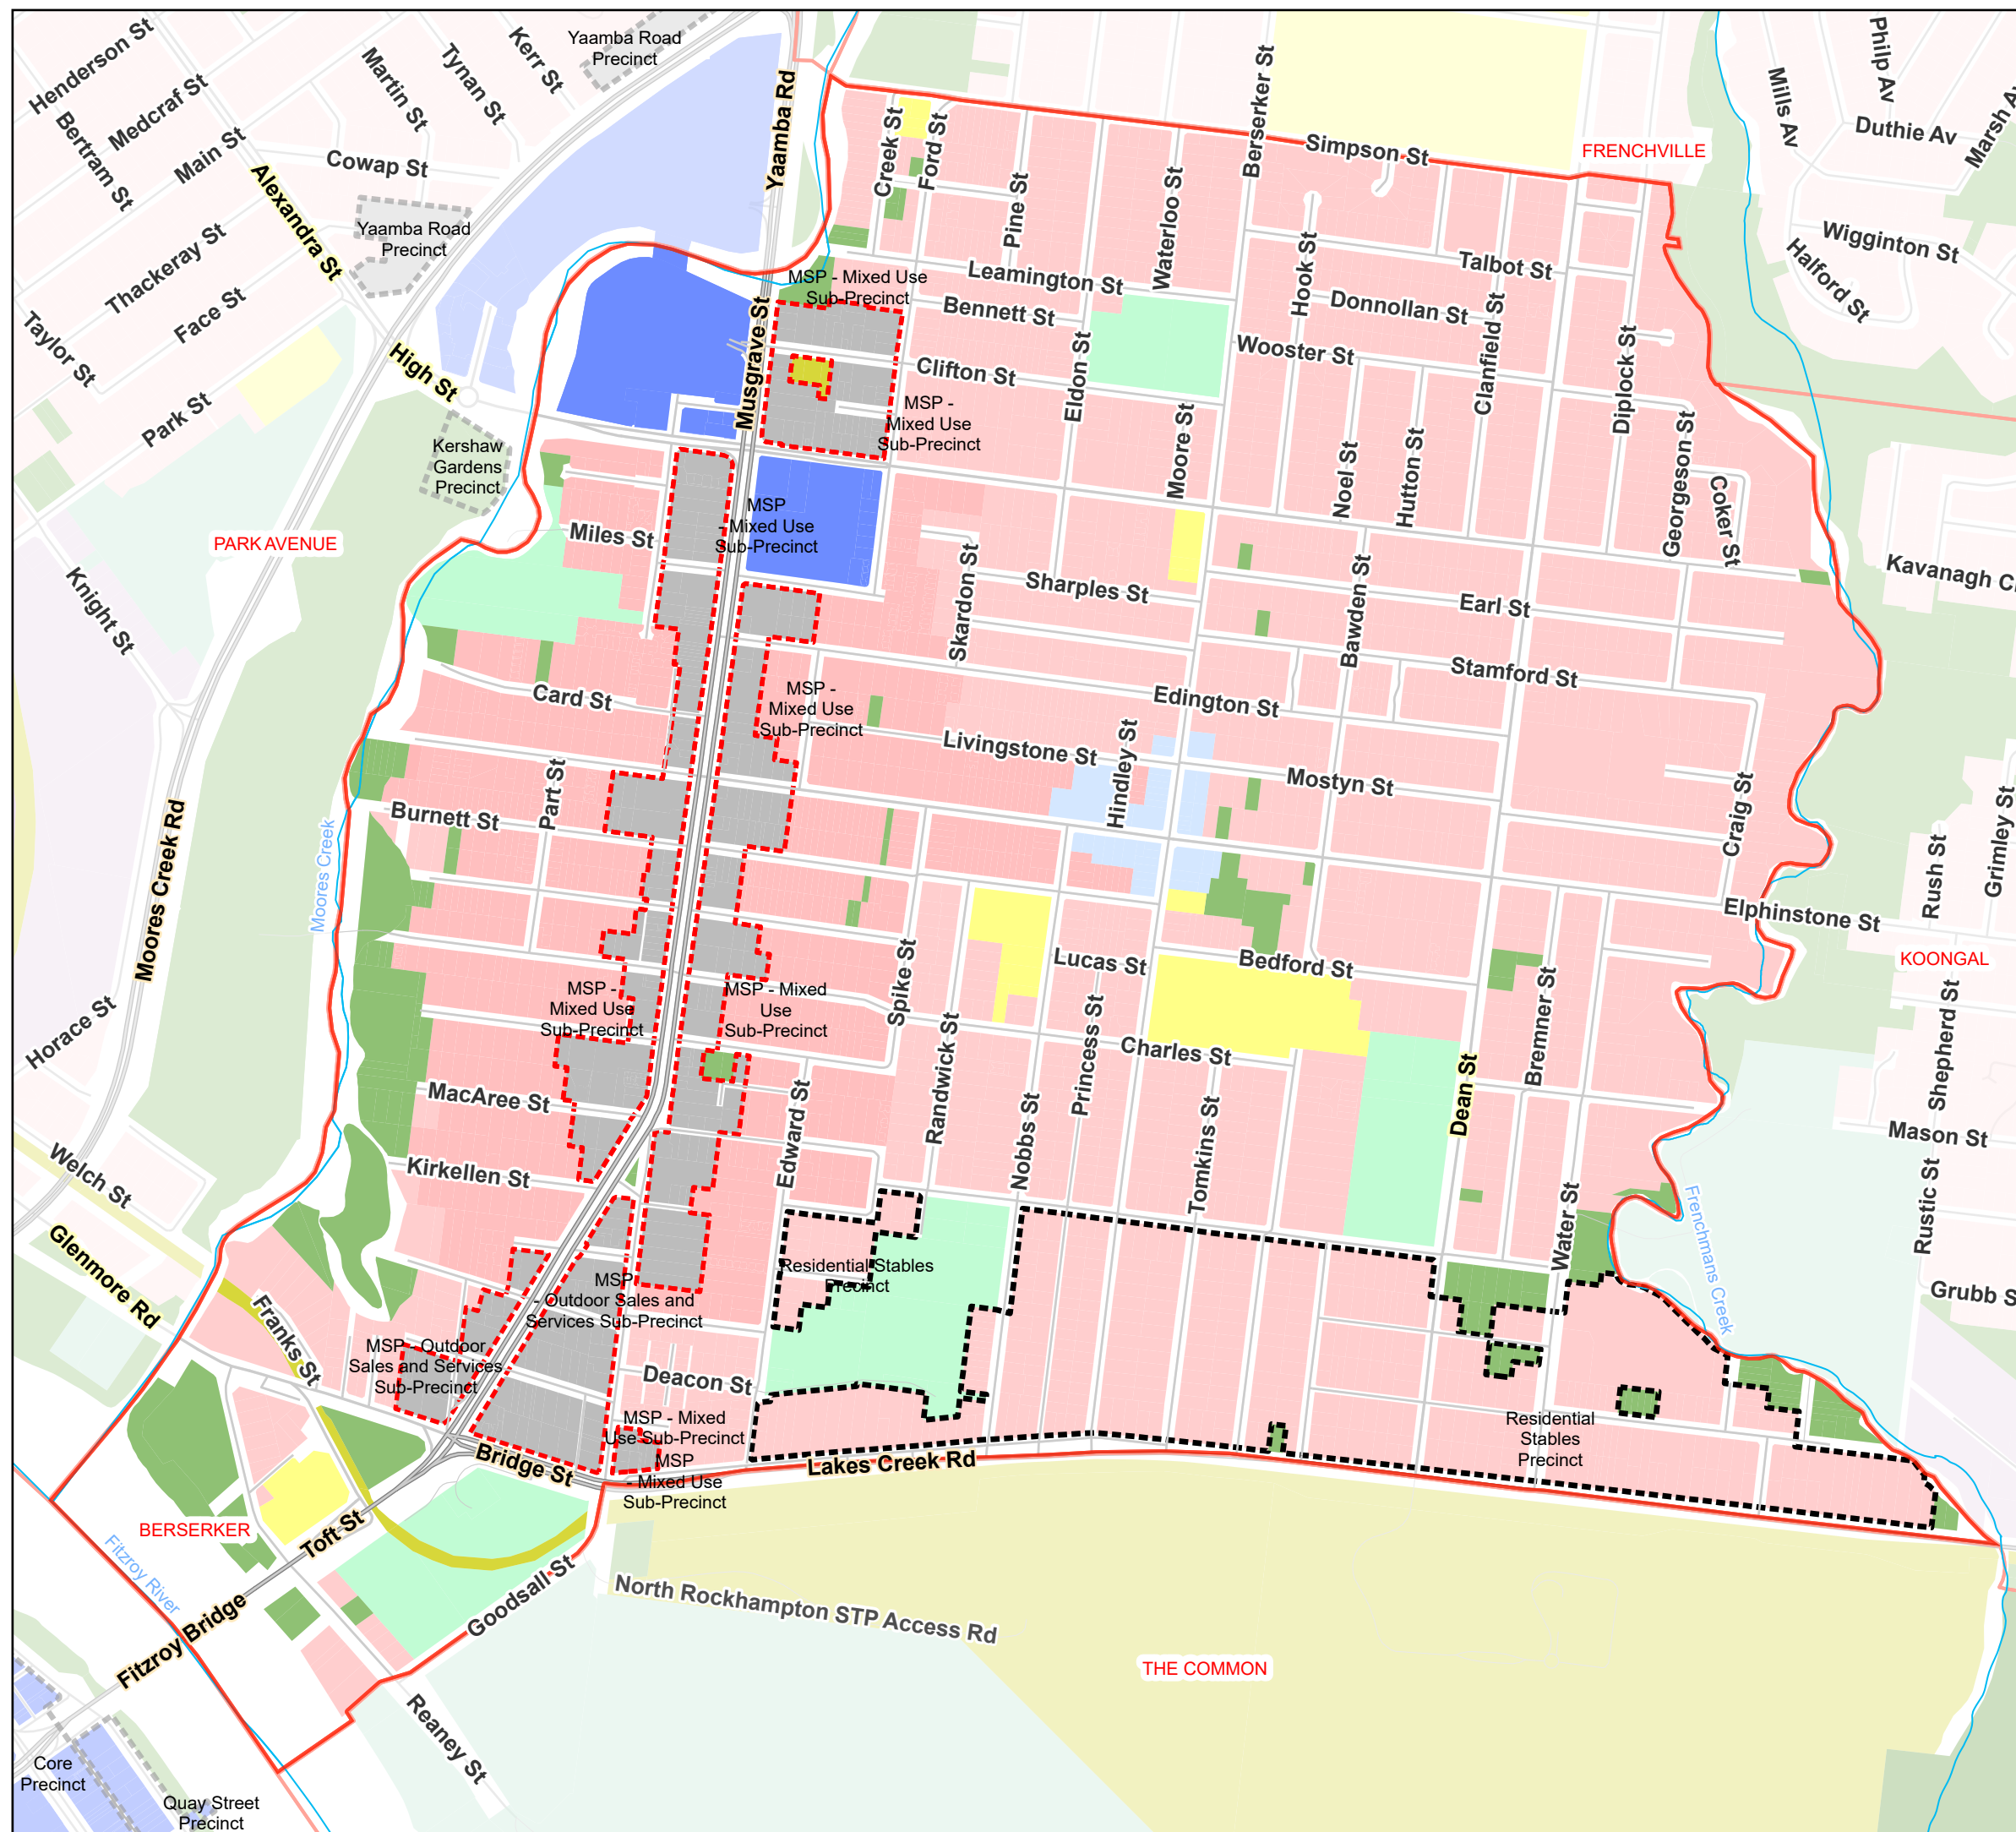 Henderson St
Medcraf St
Bertram St
Main St
Martin St
Tynan St
Kerr St
Yaamba Road
Precinct
Cowap St
Alexandra St
Yaamba Road
Precinct
Thackeray St
Face St
Taylor St
Park St
High St
Kershaw
Gardens
Precinct
PARK AVENUE
Knight St
Moores Creek Rd
Moores Creek
Horace St
Welch St
Glenmore Rd
Yaamba Rd
Musgrave St
Creek St
Ford St
Pine St
Waterloo St
Berserker St
Simpson St
FRENCHVILLE
Mills Av
Philp Av
Duthie Av
Wigginton St
Halford St
MSP - Mixed Use
Sub-Precinct
Leamington St
Bennett St
Clifton St
Eldon St
Hook St
Talbot St
Donnollan St
Wooster St
Clanfield St
Diplock St
MSP -
Mixed Use
Sub-Precinct
Moore St
Noel St
Hutton St
Georgeson St
Coker St
MSP
- Mixed Use
Sub-Precinct
Miles St
Skardon St
Sharples St
Bawden St
Earl St
Stamford St
Card St
MSP -
Mixed Use
Sub-Precinct
Edington St
Livingstone St
Hindley St
Mostyn St
Craig St
Burnett St
Part St
Elphinstone St
Rush St
Grimley St
KOONGAL
Spike St
Lucas St
Bedford St
MSP -
Mixed Use
Sub-Precinct
MSP - Mixed
Use
Sub-Precinct
Randwick St
Princess St
Charles St
Dean St
Bremner St
Shepherd St
Mason St
MacAree St
Kirkellen St
Edward St
Nobbs St
Tomkins St
Water St
Rustic St
Frenchmans Creek
Residential Stables
Precinct
MSP
- Outdoor Sales and
Services Sub-Precinct
Franks St
MSP - Outdoor
Sales and Services
Sub-Precinct
Deacon St
MSP - Mixed
Use Sub-Precinct
MSP
- Mixed Use
Sub-Precinct
Bridge St
Lakes Creek Rd
Residential
Stables
Precinct
BERSERKER
Fitzroy River
Toft St
Fitzroy Bridge
Goodsall St
North Rockhampton STP Access Rd
THE COMMON
Reaney St
Core
Precinct
Quay Street
Precinct